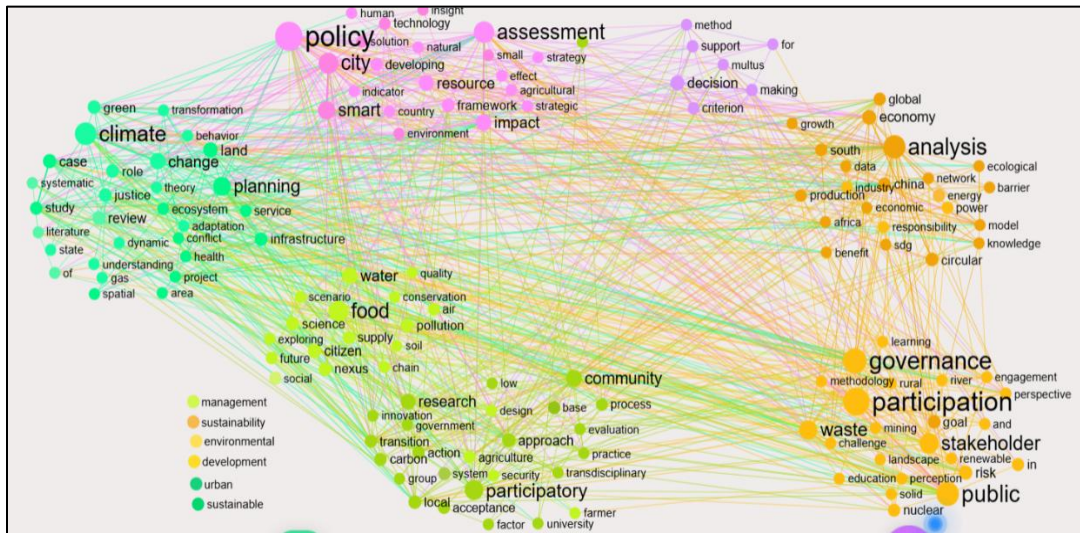 human
insight
technology
policy
solution
natural
assessment
small
strategy
city
developing
indicator
resource
effect
agricultural
smart
country
framework
strategic
environment
impact
method
support
for
multus
decision
making
criterion
green
transformation
climate
behavior
land
case
change
role
systematic
theory
planning
justice
study
ecosystem
service
review
literature
adaptation
conflict
infrastructure
state
dynamic
health
of
understanding
gas
project
spatial
area
global
growth
economy
south
analysis
data
ecological
network
industry
china
barrier
production
energy
economic
power
africa
responsibility
model
benefit
sdg
knowledge
circular
water
quality
scenario
conservation
food
air
science
pollution
exploring
supply
soil
future
citizen
nexus
chain
social
management
sustainability
environmental
development
urban
sustainable
low
community
research
design
base
process
innovation
government
evaluation
transition
action
approach
practice
carbon
agriculture
group
system
security
transdisciplinary
participatory
local
acceptance
farmer
factor
university
learning
governance
methodology
rural
river
engagement
perspective
participation
waste
mining
goal
and
challenge
stakeholder
landscape
renewable
in
education
perception
risk
solid
public
nuclear